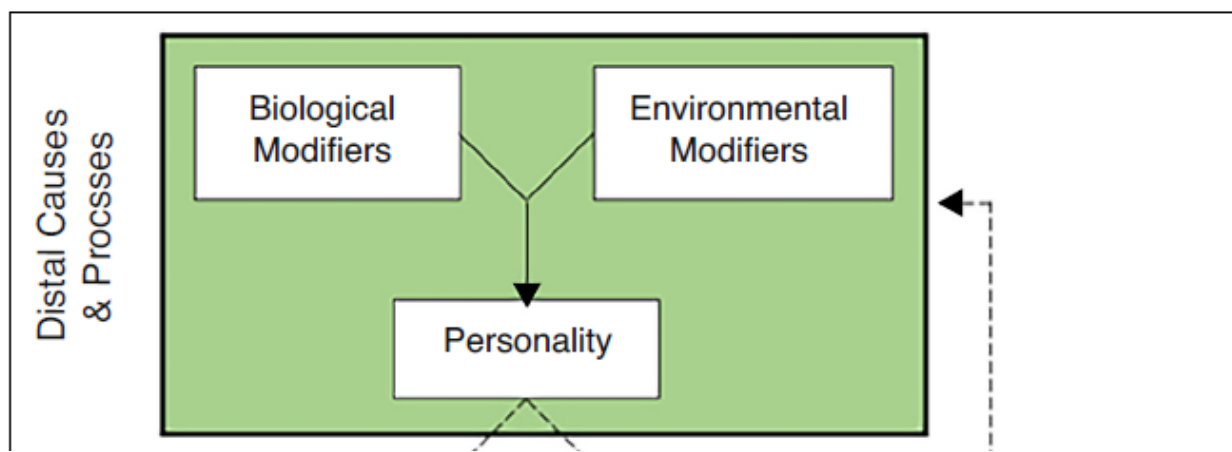 Distal Causes
& Procsses
Biological
Modifiers
Environmental
Modifiers
Personality